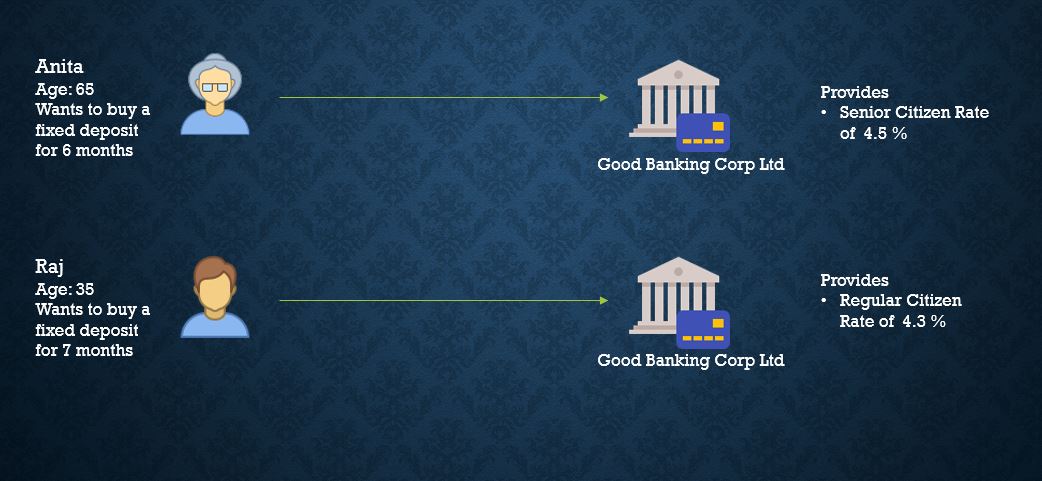 Anita
Age: 65
Wants to buy a
fixed deposit
for 6 months
Good Banking Corp Ltd
Provides
• Senior Citizen Rate
of 4.5 %
Raj
Age: 35
Wants to buy a
fixed deposit
for 7 months
Good Banking Corp Ltd
Provides
• Regular Citizen
Rate of 4.3 %